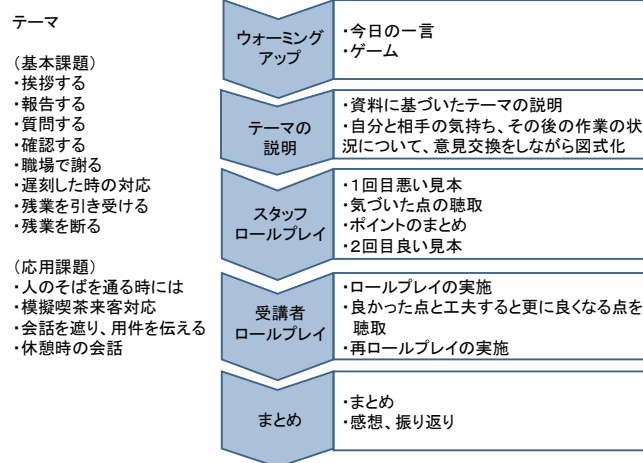 テーマ
（基本課題）
・挨拶する
・報告する
・質問する
・確認する
・職場で謝る
・遅刻した時の対応
・残業を引き受ける
・残業を断る
（応用課題）
・人のそばを通る時には
・模擬喫茶来客対応
・会話を遮り、用件を伝える
・休憩時の会話
ウォーミング
アップ
・今日の一言
・ゲーム
テーマの
説明
・資料に基づいたテーマの説明
・自分と相手の気持ち、その後の作業の状
況について、意見交換をしながら図式化
スタッフ
ロールプレイ
・１回目悪い見本
・気づいた点の聴取
・ポイントのまとめ
・２回目良い見本
受講者
ロールプレイ
・ロールプレイの実施
・良かった点と工夫すると更に良くなる点を
聴取
・再ロールプレイの実施
まとめ
・まとめ
・感想、振り返り